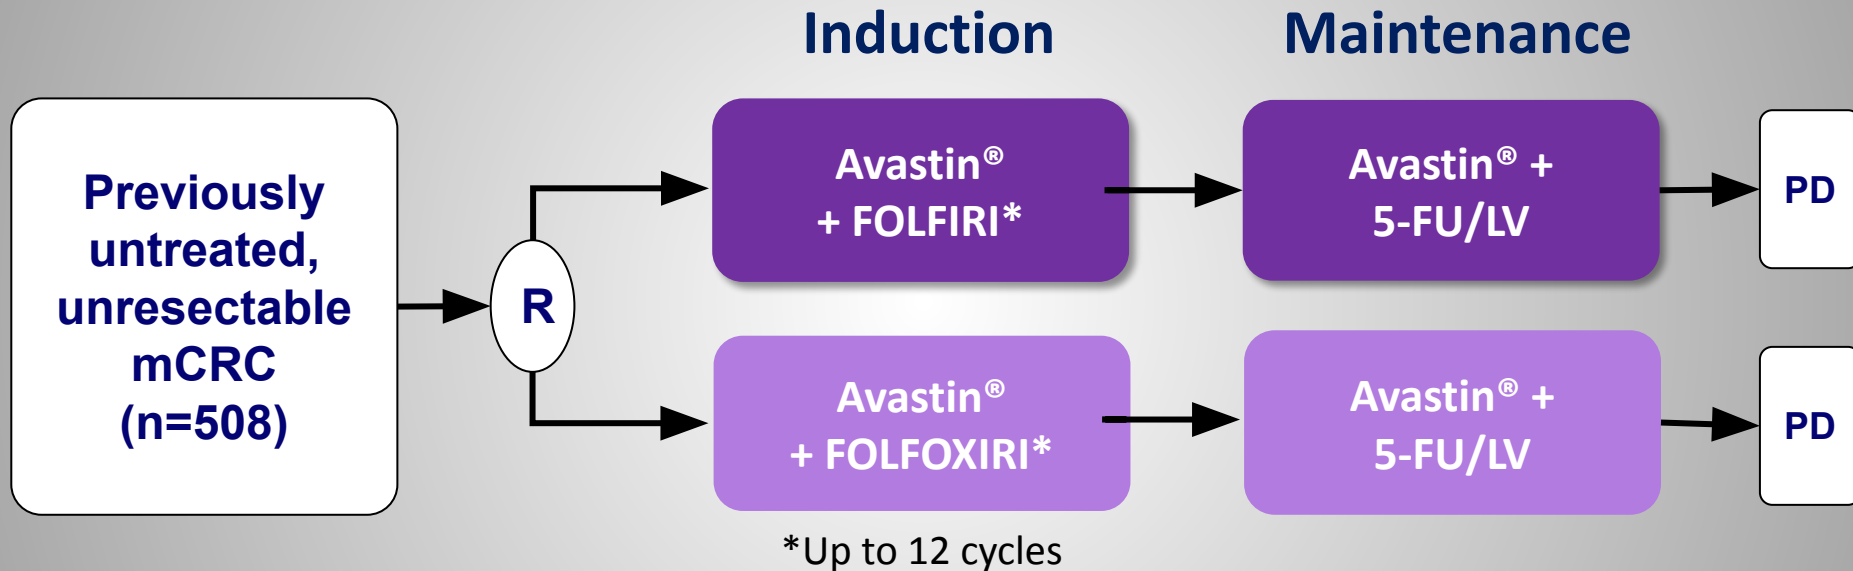 Induction
Maintenance
Previously
untreated,
unresectable
mCRC
(n=508)
R
Avastin®
+ FOLFIRI*
Avastin® +
5-FU/LV
PD
Avastin®
+ FOLFOXIRI*
Avastin® +
5-FU/LV
PD
*Up to 12 cycles